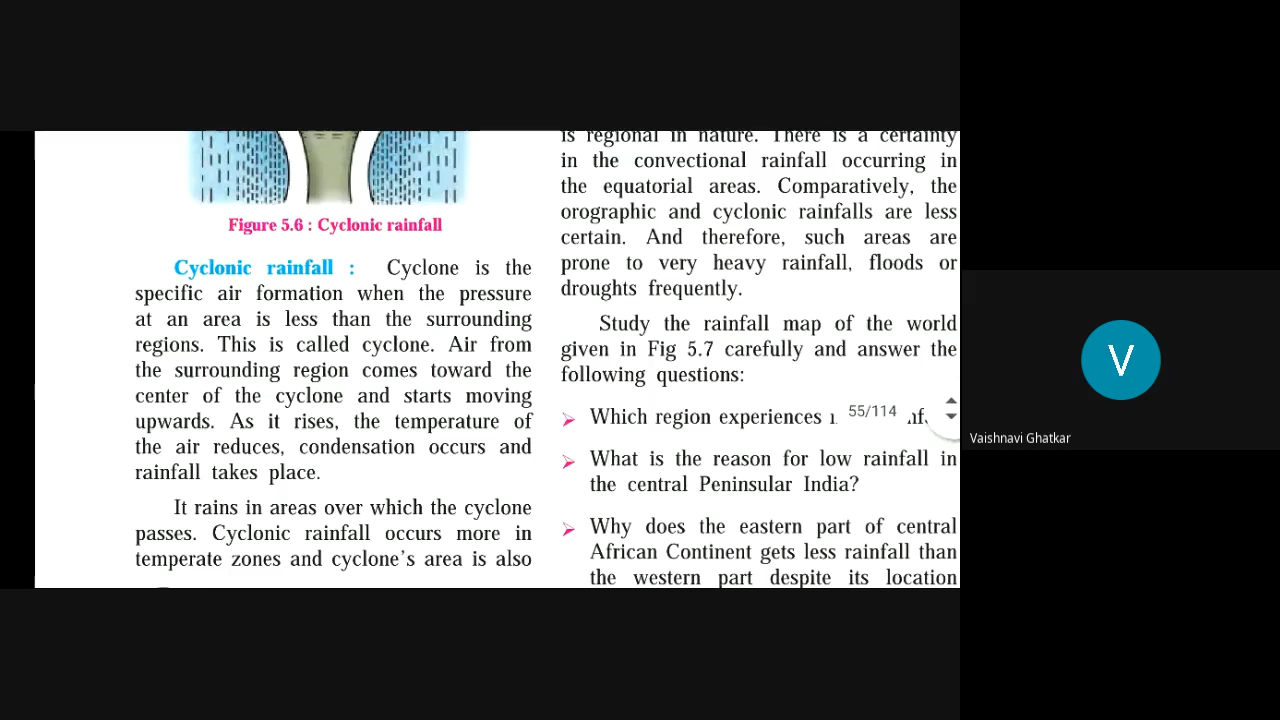 Figure 5.6 : Cyclonic rainfall
Cyclonic rainfall : Cyclone is the
specific air formation when the pressure
at an area is less than the surrounding
regions. This is called cyclone. Air from
the surrounding region comes toward the
center of the cyclone and starts moving
upwards. As it rises, the temperature of
the air reduces, condensation occurs and
rainfall takes place.
It rains in areas over which the cyclone
passes. Cyclonic rainfall occurs more in
temperate zones and cyclone's area is also
is regional in nature. There is a certainty
in the convectional rainfall occurring in
the equatorial areas. Comparatively, the
orographic and cyclonic rainfalls are less
certain. And therefore, such areas are
prone to very heavy rainfall, floods or
droughts frequently.
Study the rainfall map of the world
given in Fig 5.7 carefully and answer the
following questions:
➢ Which region experiences
55/114
➢ What is the reason for low rainfall in
the central Peninsular India?
➢ Why does the eastern part of central
African Continent gets less rainfall than
the western part despite its location
V
Vaishnavi Ghatkar